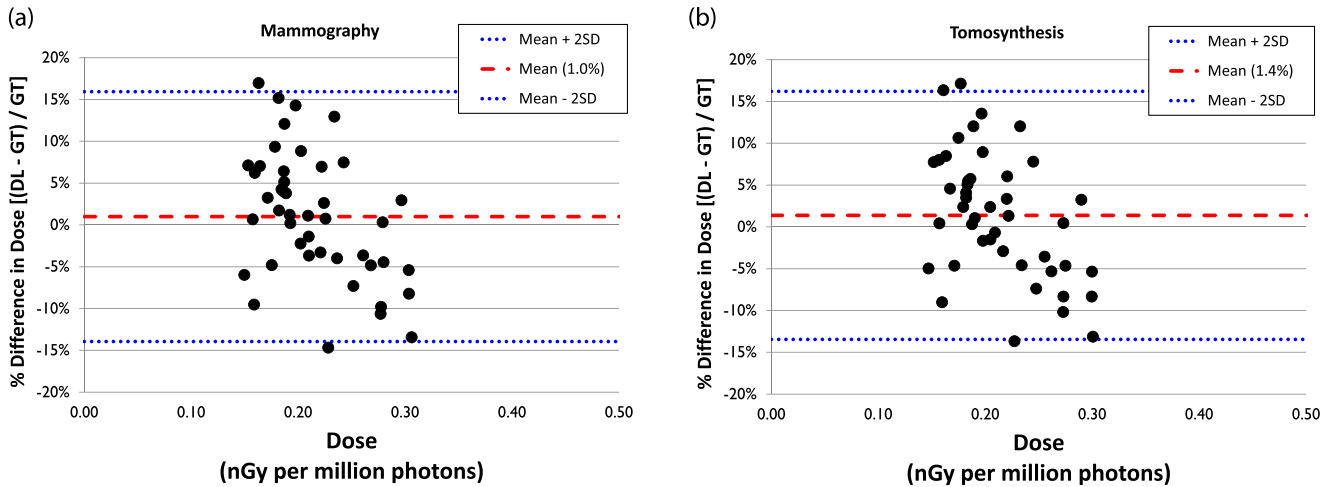 (a)
Mammography
Mean + 2SD
Mean (1.0%)
Mean - 2SD
% Difference in Dose [(DL - GT) / GT]
20%
15%
10%
5%
0%
-5%
-10%
-15%
-20%
0.00 0.10 0.20 0.30 0.40 0.50
Dose
(nGy per million photons)
(b)
Tomosynthesis
Mean + 2SD
Mean (1.4%)
Mean - 2SD
% Difference in Dose [(DL - GT) / GT]
20%
15%
10%
5%
0%
-5%
-10%
-15%
-20%
0.00 0.10 0.20 0.30 0.40 0.50
Dose
(nGy per million photons)